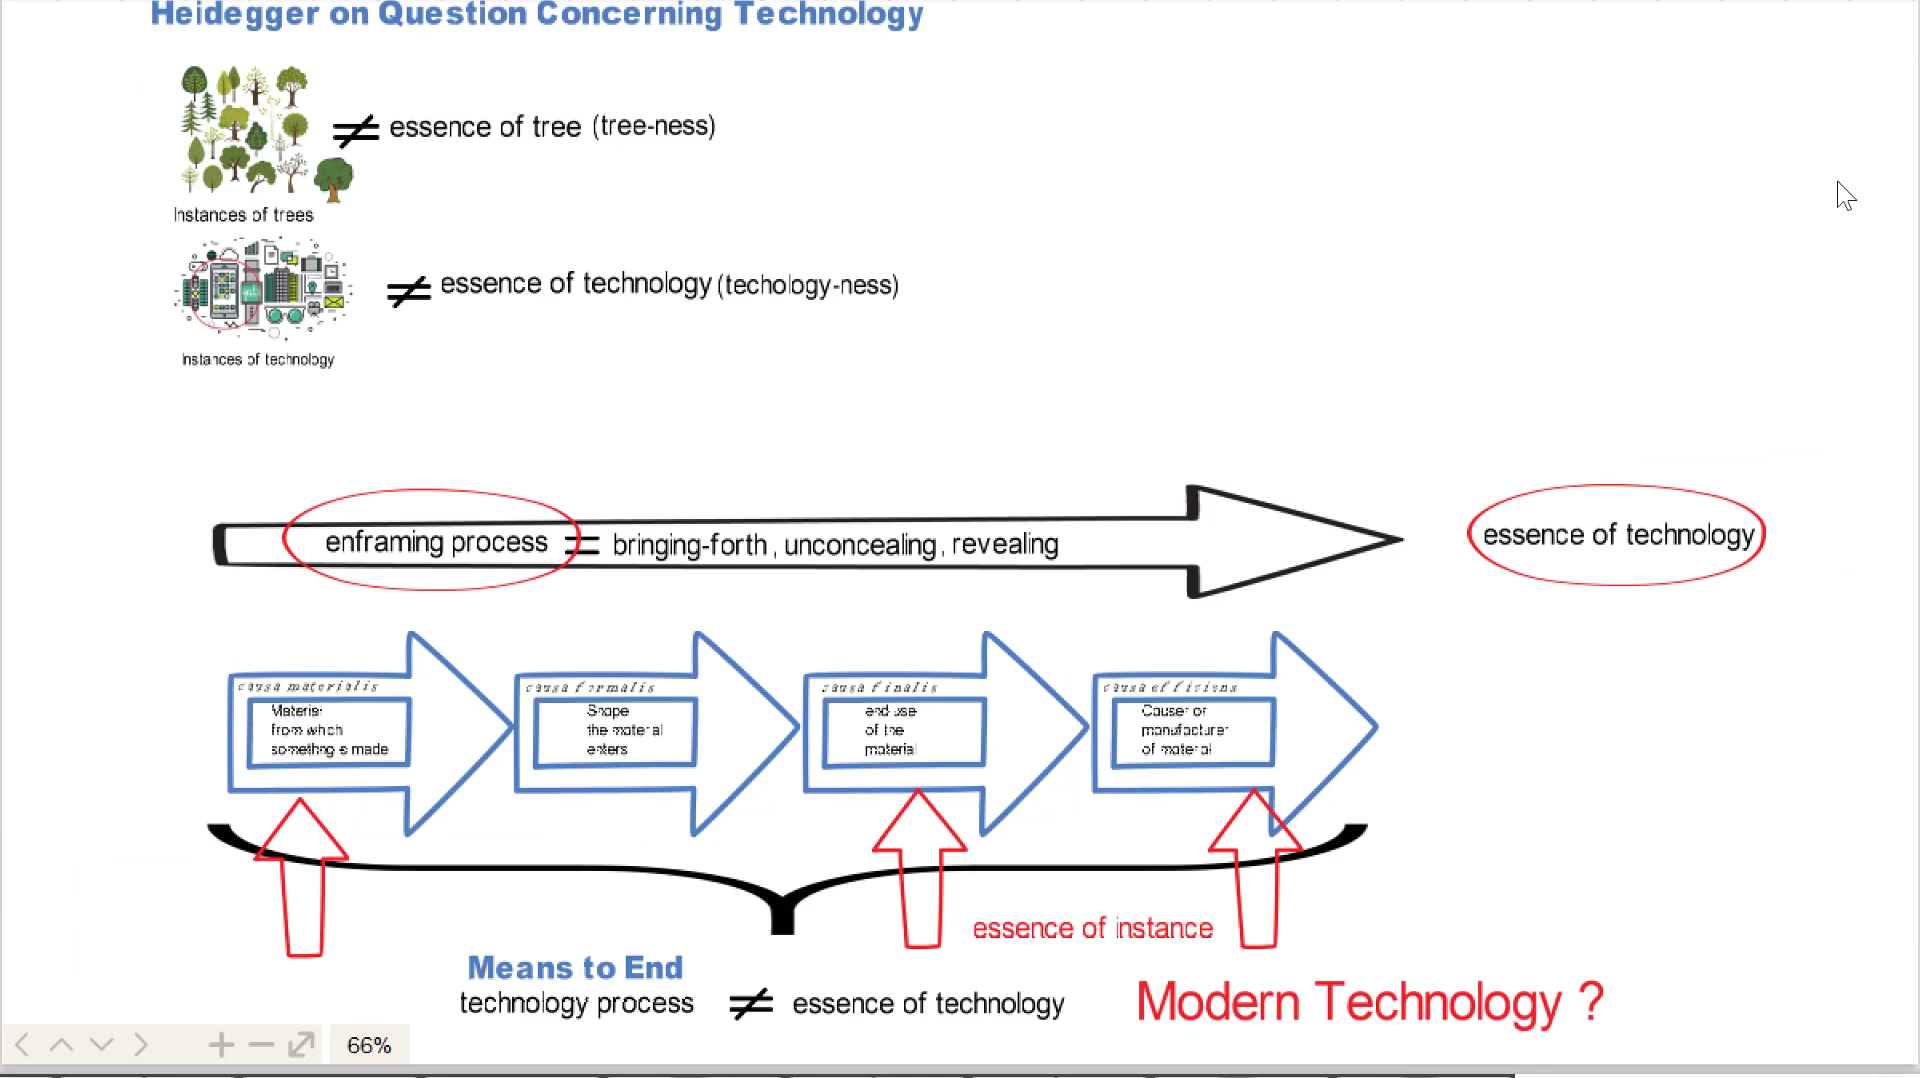 Heidegger on Question Concerning Technology
essence of tree (tree-ness)
Instances of trees
essence of technology (techology-ness)
Instances of technology
enframing process = bringing-forth, unconcealing, revealing
essence of technology
causa materialis
Material
from which
something is made
causa formalis
Shape
the material
enters
causa finalis
end use
of the
material
causa efficiens
Causer or
manufacturer
of material
essence of instance
Means to End
technology process ≠ essence of technology
Modern Technology ?
66%